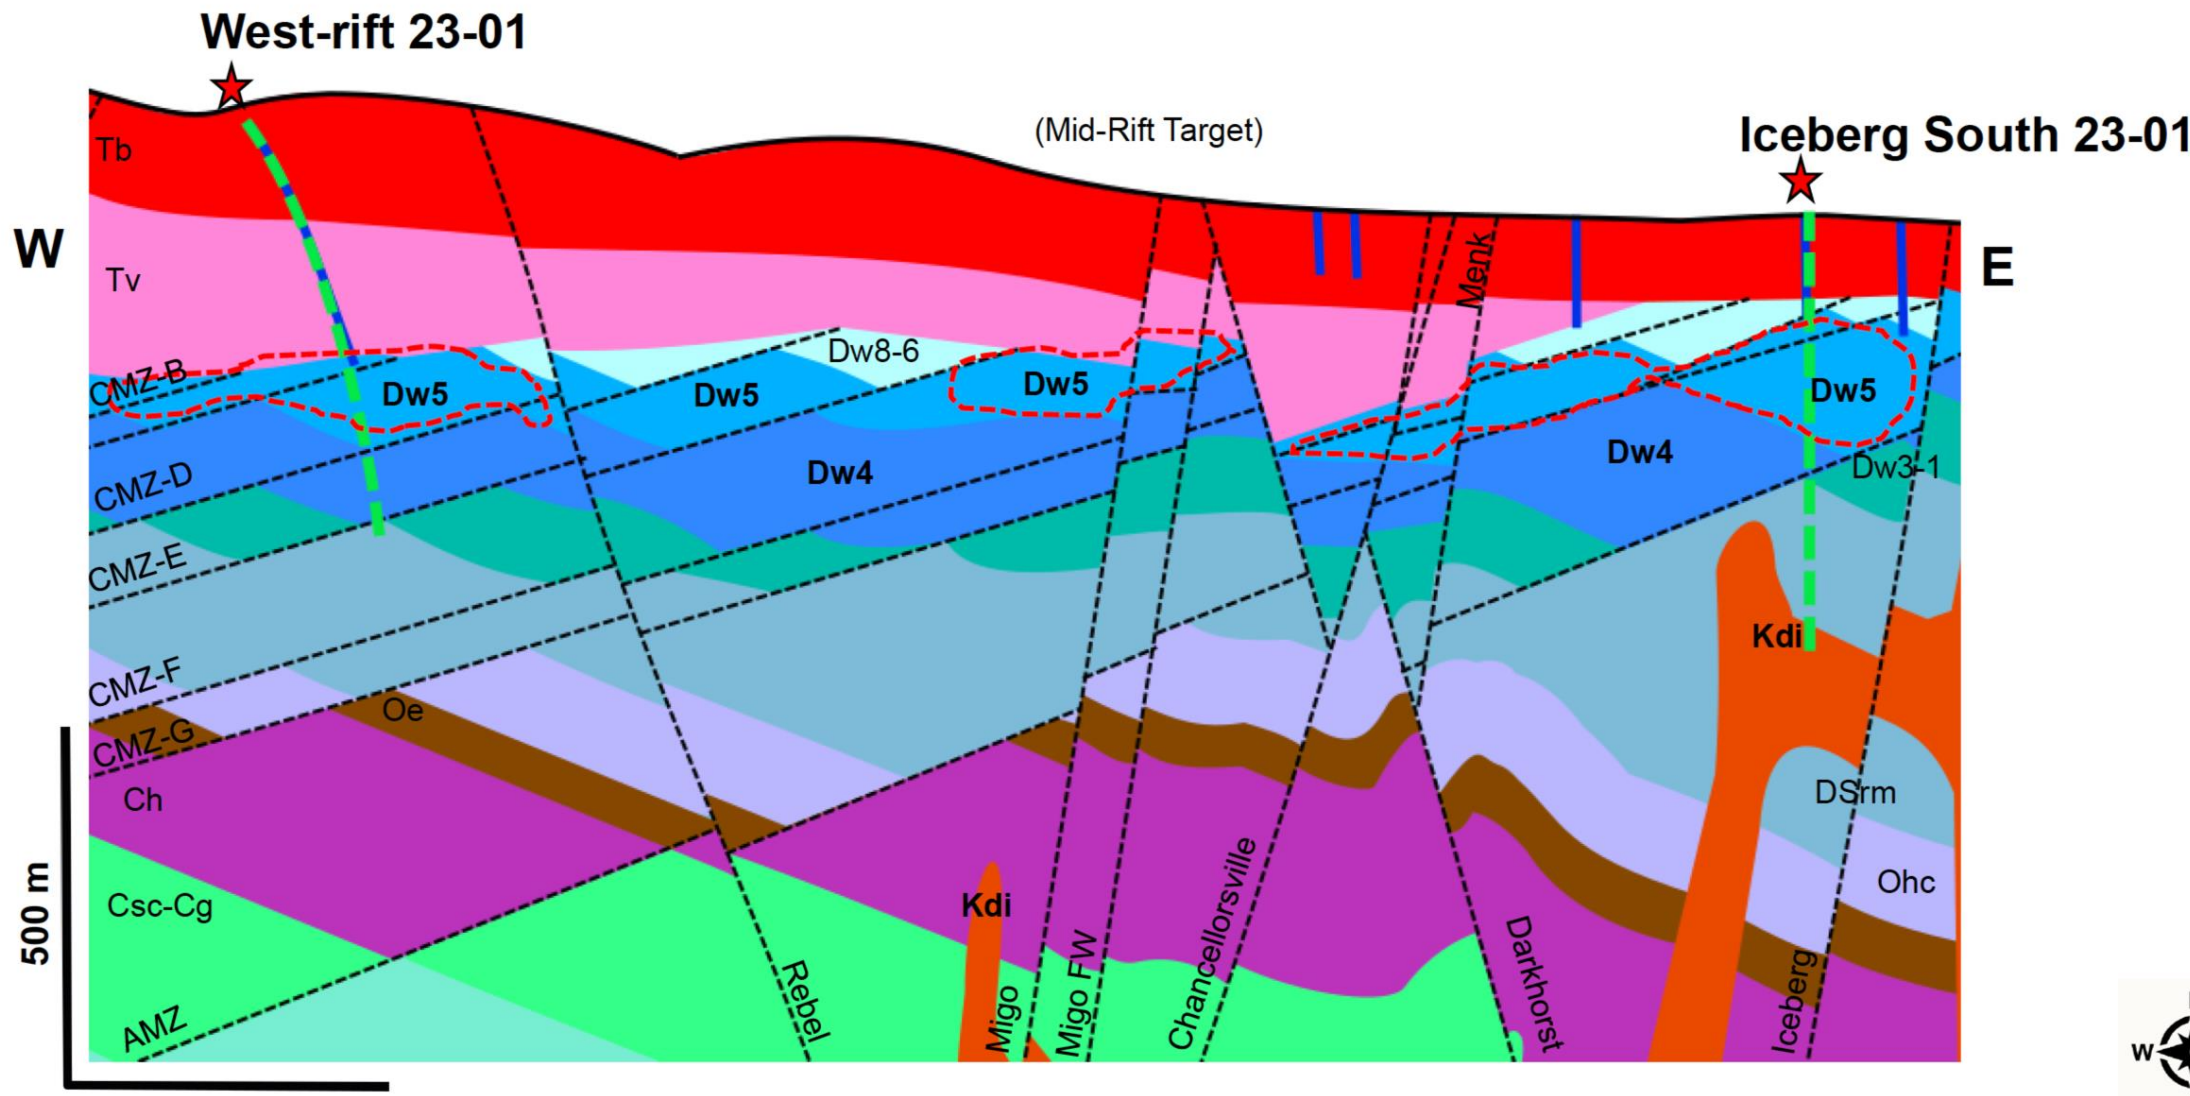 West-rift 23-01
(Mid-Rift Target)
Iceberg South 23-01
Tb
W
E
Tv
Menk
Dw8-6
CMZ-B
Dw5
Dw5
Dw5
Dw5
CMZ-D
Dw4
Dw4
Dw3-1
CMZ-E
Kdi
CMZ-F
Oe
CMZ-G
Ch
DSrm
Ohc
500 m
Csc-Cg
Kdi
AMZ
Rebel
Migo
Migo FW
Chancellorsville
Darkhorst
Iceberg
W